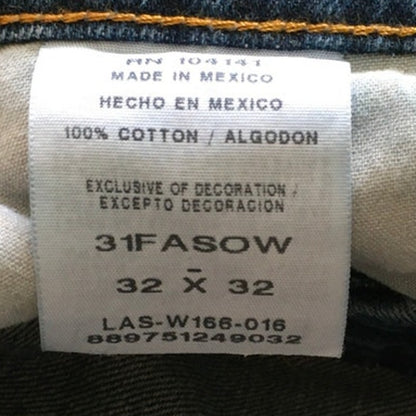 RN 104141
MADE IN MEXICO
HECHO EN MEXICO
100% COTTON / ALGODON
EXCLUSIVE OF DECORATION /
EXCEPTO DECORACION
31FASOW
32 X 32
LAS-W166-016
889751249032